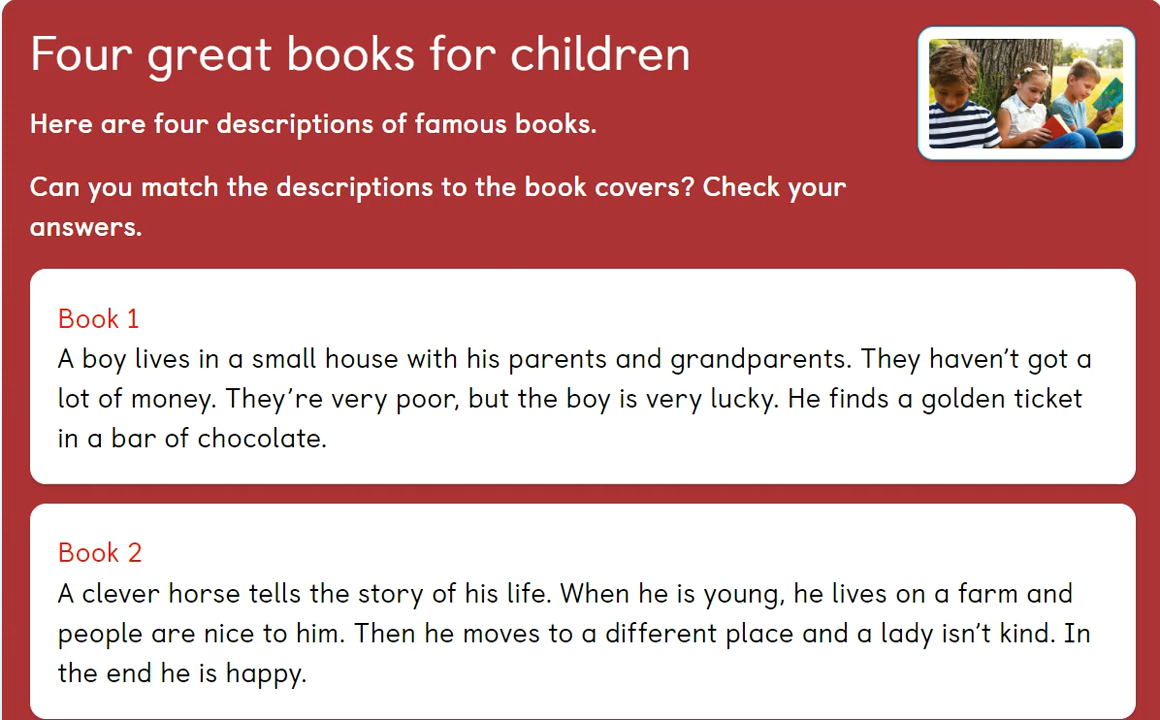 Four great books for children
Here are four descriptions of famous books.
Can you match the descriptions to the book covers? Check your
answers.
Book 1
A boy lives in a small house with his parents and grandparents. They haven’t got a
lot of money. They’re very poor, but the boy is very lucky. He finds a golden ticket
in a bar of chocolate.
Book 2
A clever horse tells the story of his life. When he is young, he lives on a farm and
people are nice to him. Then he moves to a different place and a lady isn’t kind. In
the end he is happy.